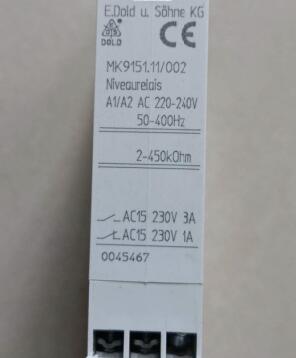 E.Dold u. Söhne KG
DOLD
CE
MK9151.11/002
Niveaurelais
A1/A2 AC 220-240V
50-400Hz
2-450kOhm
AC15 230V 3A
AC15 230V 1A
0045467